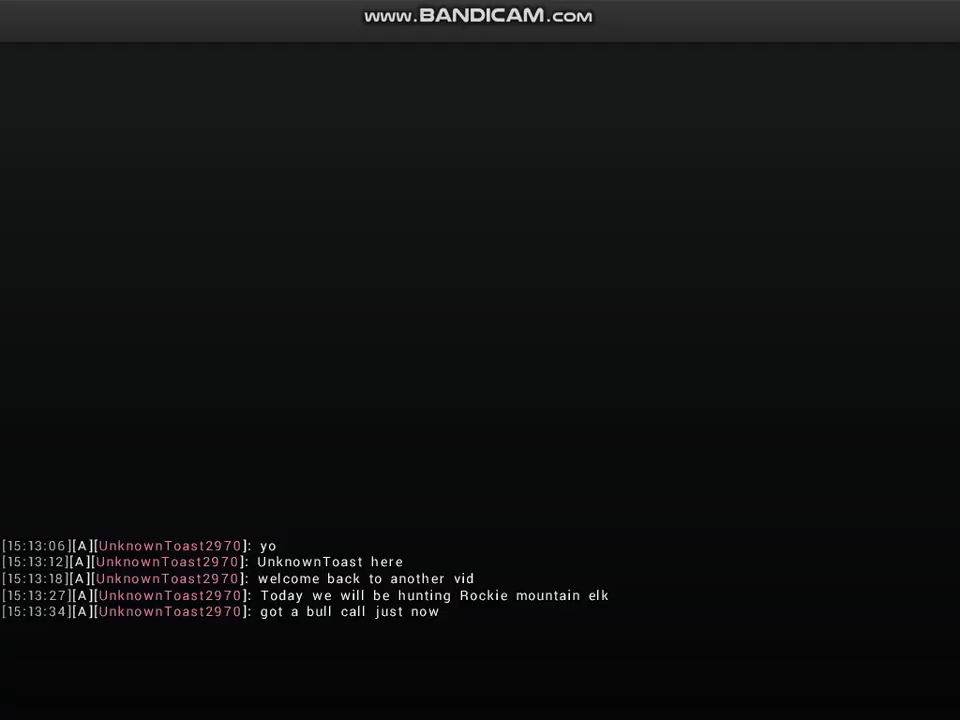 www.BANDICAM.COM
[15:13:06][A][UnknownToast2970]: yo
[15:13:12][A][UnknownToast2970]: UnknownToast here
[15:13:18][A][UnknownToast2970]: welcome back to another vid
[15:13:27][A][UnknownToast2970]: Today we will be hunting Rockie mountain elk
[15:13:34][A][UnknownToast2970]: got a bull call just now